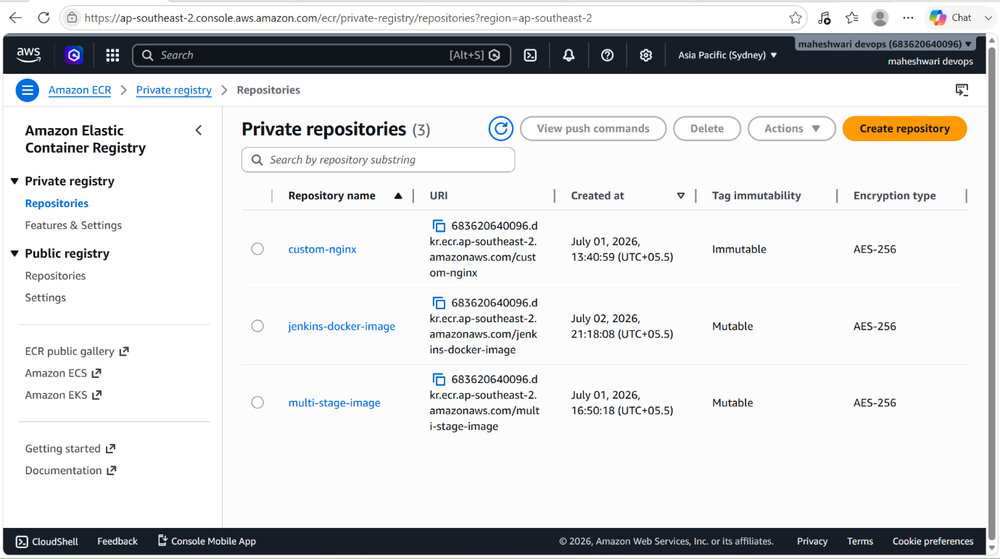 https://ap-southeast-2.console.aws.amazon.com/ecr/private-registry/repositories?region=ap-southeast-2
Chat
aws
Search
[Alt+S]
Asia Pacific (Sydney)
maheshwari devops (683620640096)
maheshwari devops
Amazon ECR
Private registry
Repositories
Amazon Elastic
Container Registry
Private registry
Repositories
Features & Settings
Public registry
Repositories
Settings
ECR public gallery
Amazon ECS
Amazon EKS
Getting started
Documentation
Private repositories (3)
View push commands
Delete
Actions
Create repository
Search by repository substring
Repository name
URI
Created at
Tag immutability
Encryption type
custom-nginx
683620640096.d
kr.ecr.ap-southeast-2.
amazonaws.com/cust
om-nginx
July 01, 2026,
13:40:59 (UTC+05.5)
Immutable
AES-256
jenkins-docker-image
683620640096.d
kr.ecr.ap-southeast-2.
amazonaws.com/jenk
ins-docker-image
July 02, 2026,
21:18:08 (UTC+05.5)
Mutable
AES-256
multi-stage-image
683620640096.d
kr.ecr.ap-southeast-2.
amazonaws.com/mult
i-stage-image
July 01, 2026,
16:50:18 (UTC+05.5)
Mutable
AES-256
CloudShell
Feedback
Console Mobile App
© 2026, Amazon Web Services, Inc. or its affiliates.
Privacy
Terms
Cookie preferences